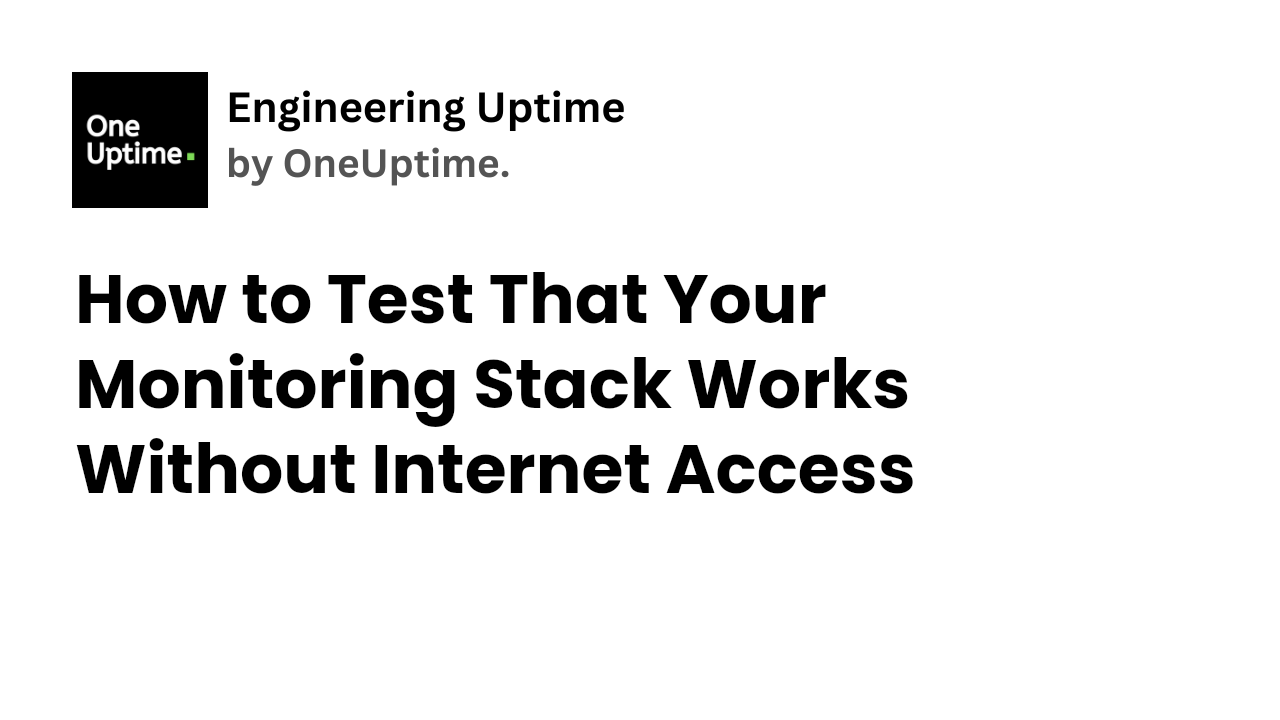 One
Uptime
Engineering Uptime
by OneUptime.
How to Test That Your
Monitoring Stack Works
Without Internet Access